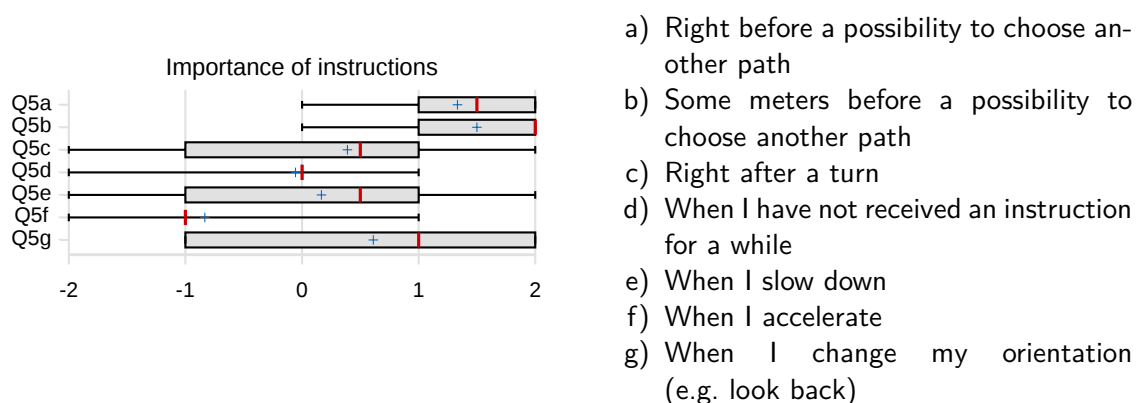 Importance of instructions
Q5a
Q5b
Q5c
Q5d
Q5e
Q5f
Q5g
-2 -1 0 1 2
a) Right before a possibility to choose an-
other path
b) Some meters before a possibility to
choose another path
c) Right after a turn
d) When I have not received an instruction
for a while
e) When I slow down
f) When I accelerate
g) When I change my orientation
(e.g. look back)